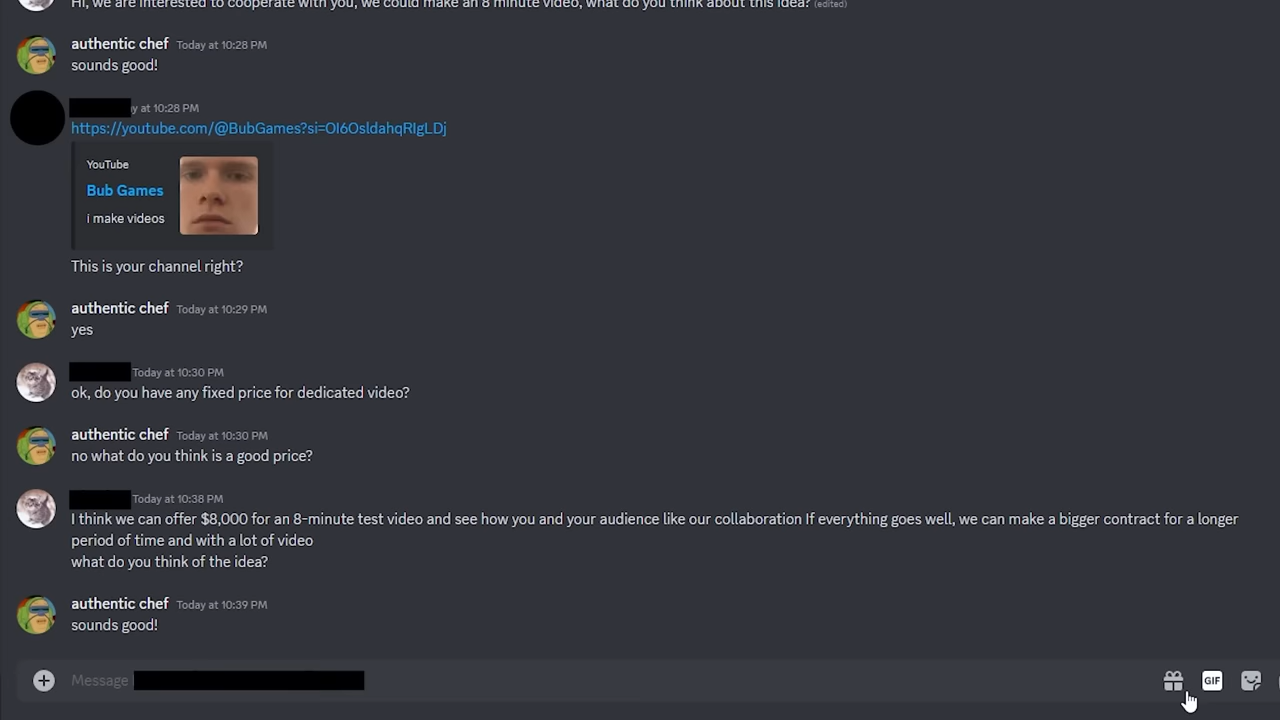 Hi, we are interested to cooperate with you, we could make an 8 minute video, what do you think about this idea? (edited)
authentic chef Today at 10:28 PM
sounds good!
y at 10:28 PM
https://youtube.com/@BubGames?si=OI6OsldahqRIgLDj
YouTube
Bub Games
i make videos
This is your channel right?
authentic chef Today at 10:29 PM
yes
Today at 10:30 PM
ok, do you have any fixed price for dedicated video?
authentic chef Today at 10:30 PM
no what do you think is a good price?
Today at 10:38 PM
I think we can offer $8,000 for an 8-minute test video and see how you and your audience like our collaboration If everything goes well, we can make a bigger contract for a longer
period of time and with a lot of video
what do you think of the idea?
authentic chef Today at 10:39 PM
sounds good!
Message
GIF